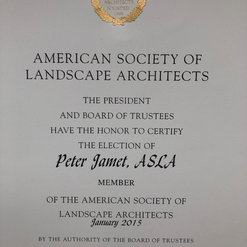 ARCHITECTS
FOUNDED
AMERICAN SOCIETY OF
LANDSCAPE ARCHITECTS
THE PRESIDENT
AND BOARD OF TRUSTEES
HAVE THE HONOR TO CERTIFY
THE ELECTION OF
Peter Jamet, ASLA
MEMBER
OF THE AMERICAN SOCIETY OF
LANDSCAPE ARCHITECTS
January 2015
BY THE AUTHORITY OF THE BOARD OF TRUSTEES